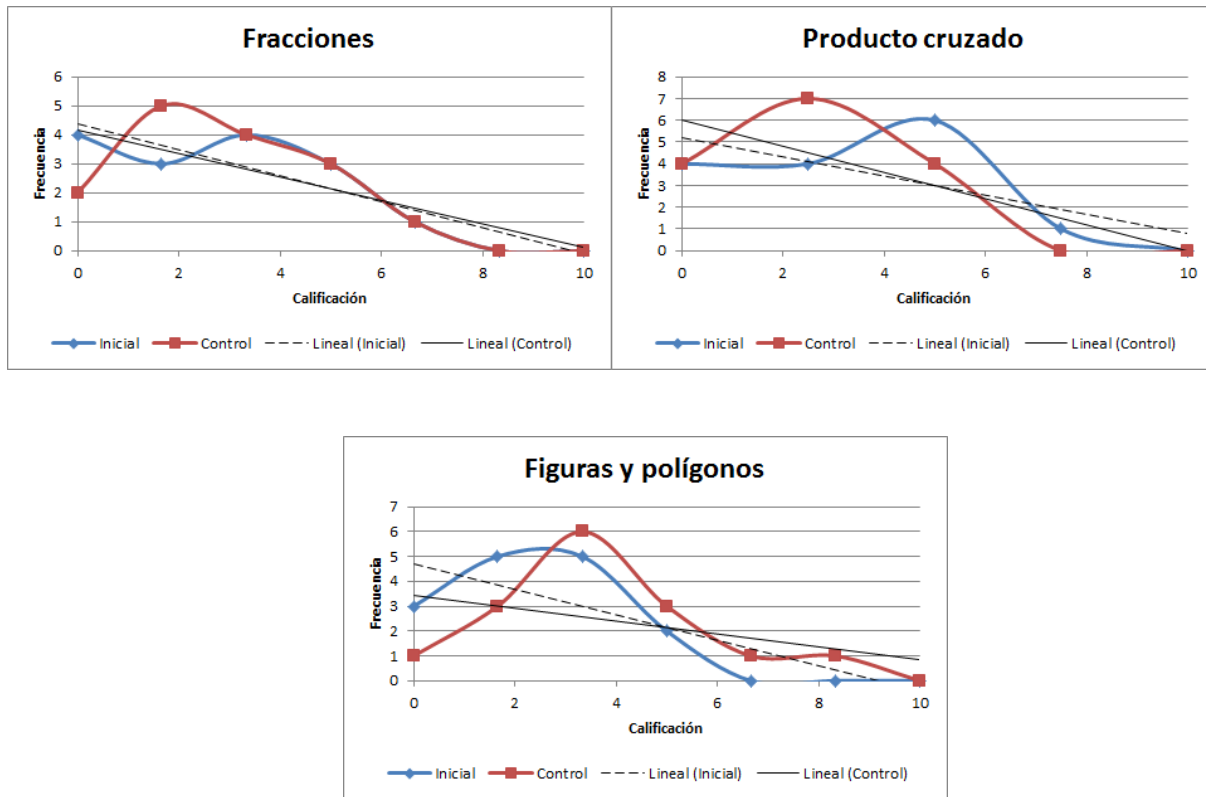 Fracciones
6
5
4
3
2
1
0
Frecuencia
0 2 4 6 8 10
Calificación
Inicial Control Lineal (Inicial) Lineal (Control)
Producto cruzado
8
7
6
5
4
3
2
1
0
Frecuencia
0 2 4 6 8 10
Calificación
Inicial Control Lineal (Inicial) Lineal (Control)
Figuras y polígonos
7
6
5
4
3
2
1
0
Frecuencia
0 2 4 6 8 10
Calificación
Inicial Control Lineal (Inicial) Lineal (Control)